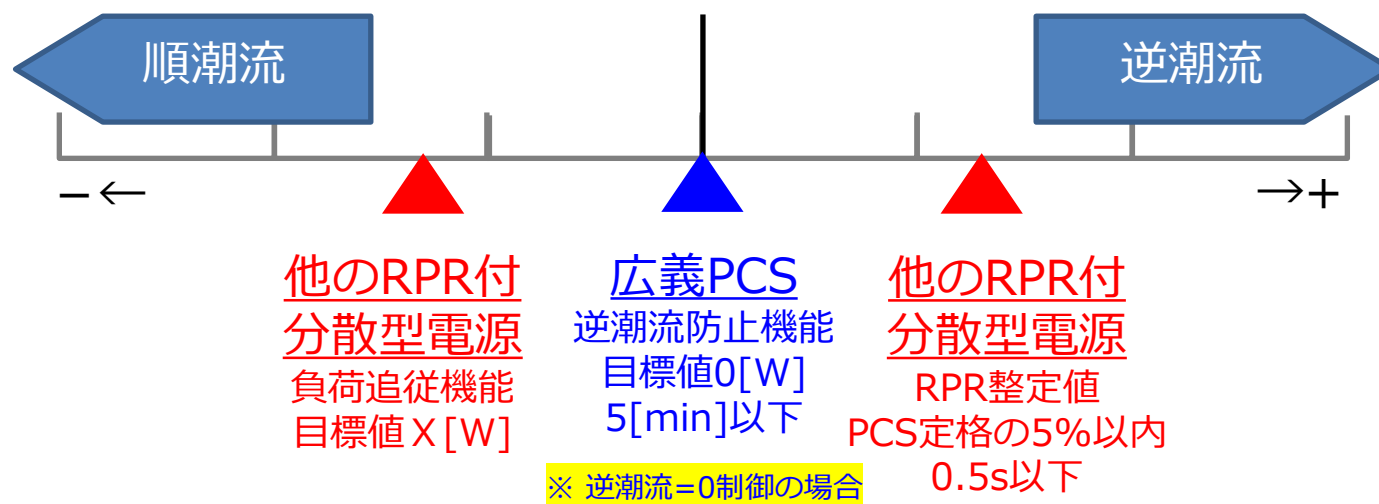 順潮流
逆潮流
−←
→+
他のRPR付
分散型電源
負荷追従機能
目標値X[W]
広義PCS
逆潮流防止機能
目標値0[W]
5[min]以下
※ 逆潮流=0制御の場合
他のRPR付
分散型電源
RPR整定値
PCS定格の5%以内
0.5s以下